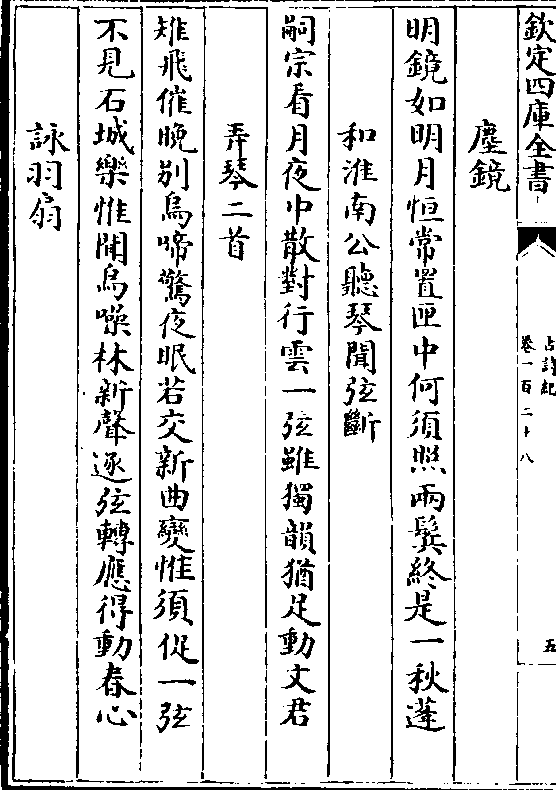 欽定四庫全書
古詩紀
卷一百二十八
五
塵鏡
明鏡如明月恒常置匣中何須照兩鬢終是一秋蓬
和淮南公聽琴聞弦斷
嗣宗看月夜中散對行雲一弦雖獨韻猶足動文君
弄琴二首
雉飛催晚别烏啼驚夜眠若交新曲變惟須促一弦
不見石城樂惟聞烏噪林新聲逐弦轉應得動春心
詠羽扇